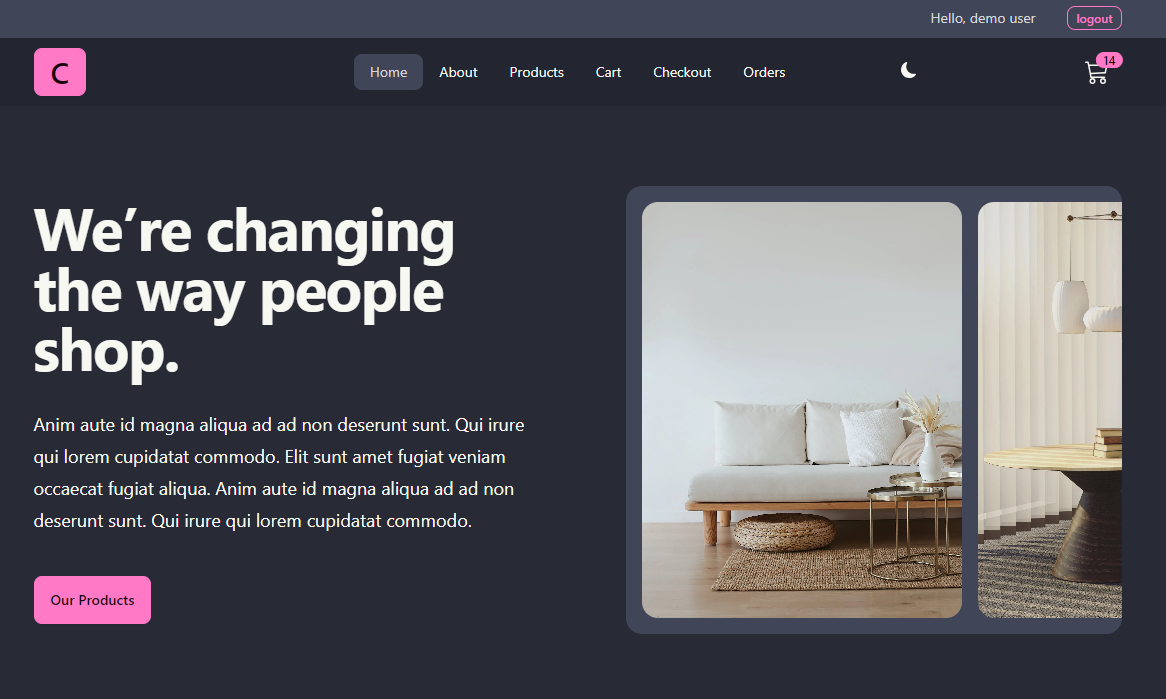 Hello, demo user
logout
C
Home
About
Products
Cart
Checkout
Orders
14
We’re changing
the way people
shop.
Anim aute id magna aliqua ad ad non deserunt sunt. Qui irure
qui lorem cupidatat commodo. Elit sunt amet fugiat veniam
occaecat fugiat aliqua. Anim aute id magna aliqua ad ad non
deserunt sunt. Qui irure qui lorem cupidatat commodo.
Our Products